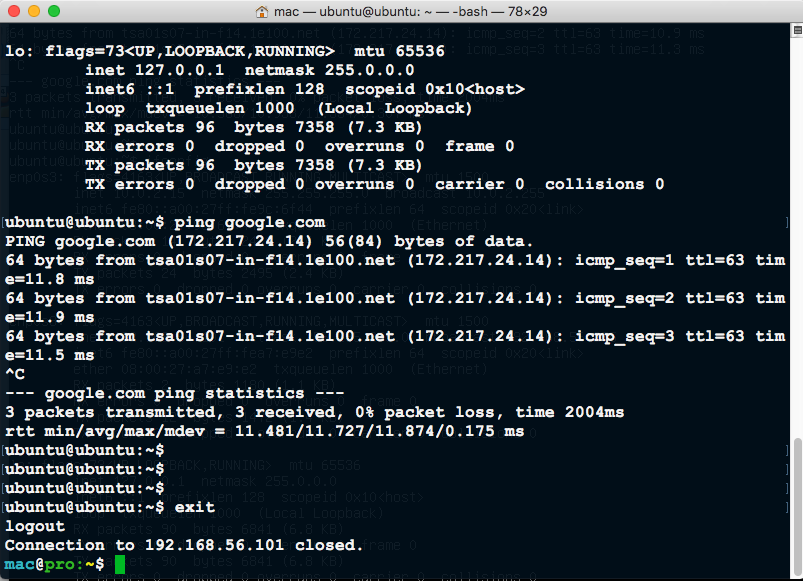 mac — ubuntu@ubuntu: ~ — -bash — 78×29
lo: flags=73<UP,LOOPBACK,RUNNING>  mtu 65536
        inet 127.0.0.1  netmask 255.0.0.0
        inet6 ::1  prefixlen 128  scopeid 0x10<host>
        loop  txqueuelen 1000  (Local Loopback)
        RX packets 96  bytes 7358 (7.3 KB)
        RX errors 0  dropped 0  overruns 0  frame 0
        TX packets 96  bytes 7358 (7.3 KB)
        TX errors 0  dropped 0 overruns 0  carrier 0  collisions 0
[ubuntu@ubuntu:~$ ping google.com ]
PING google.com (172.217.24.14) 56(84) bytes of data.
64 bytes from tsa01s07-in-f14.1e100.net (172.217.24.14): icmp_seq=1 ttl=63 tim
e=11.8 ms
64 bytes from tsa01s07-in-f14.1e100.net (172.217.24.14): icmp_seq=2 ttl=63 tim
e=11.9 ms
64 bytes from tsa01s07-in-f14.1e100.net (172.217.24.14): icmp_seq=3 ttl=63 tim
e=11.5 ms
^C
--- google.com ping statistics ---
3 packets transmitted, 3 received, 0% packet loss, time 2004ms
rtt min/avg/max/mdev = 11.481/11.727/11.874/0.175 ms
[ubuntu@ubuntu:~$ ]
[ubuntu@ubuntu:~$ ]
[ubuntu@ubuntu:~$ ]
[ubuntu@ubuntu:~$ exit ]
logout
Connection to 192.168.56.101 closed.
mac@pro:~$